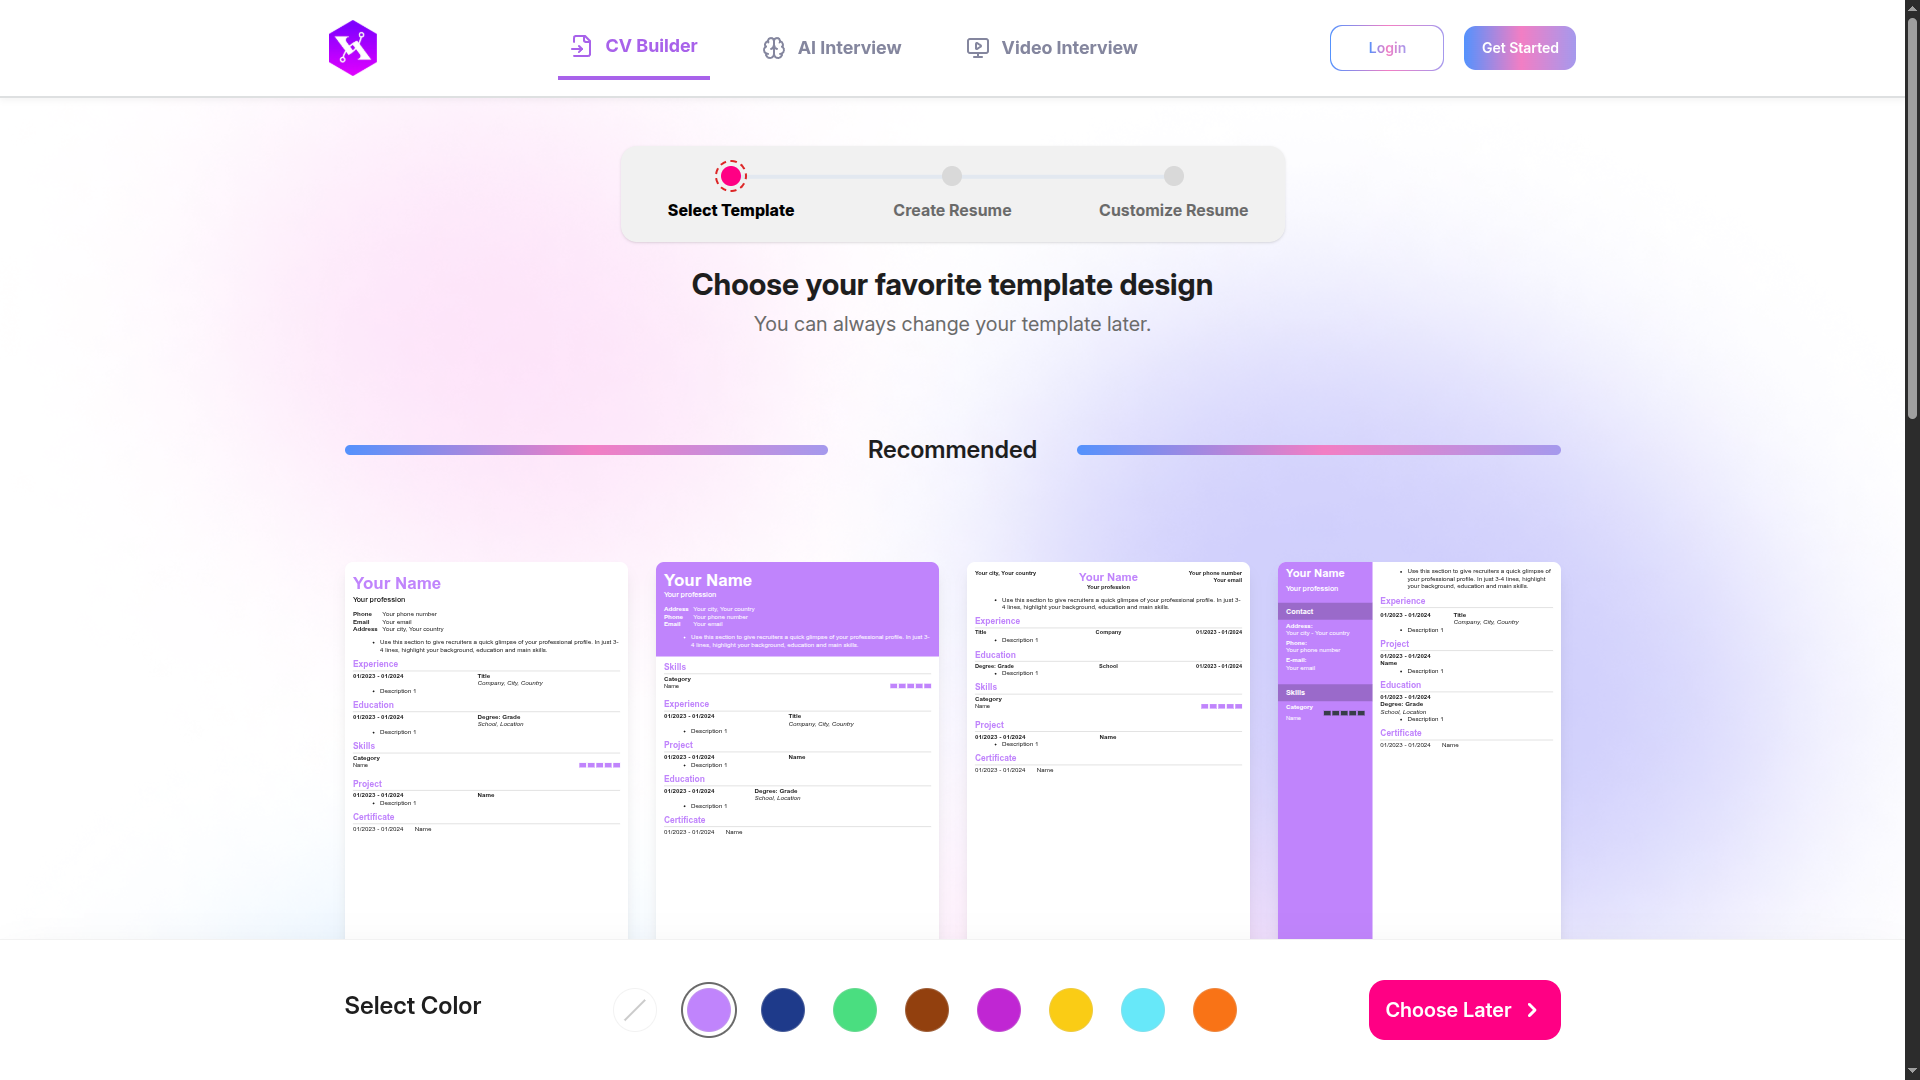 CV Builder
AI Interview
Video Interview
Login
Get Started
Select Template
Create Resume
Customize Resume
Choose your favorite template design
You can always change your template later.
Recommended
Your Name
Your profession
Phone Your phone number
Email Your email
Address Your city, Your country
• Use this section to give recruiters a quick glimpse of your professional profile. In just 3-
4 lines, highlight your background, education and main skills.
Experience
01/2023 - 01/2024 Title
Company, City, Country
• Description 1
Education
01/2023 - 01/2024 Degree: Grade
School, Location
• Description 1
Skills
Category
Name
Project
01/2023 - 01/2024 Name
• Description 1
Certificate
01/2023 - 01/2024 Name
Your Name
Your profession
Address Your city, Your country
Phone Your phone number
Email Your email
• Use this section to give recruiters a quick glimpse of your professional profile. In just 3-
4 lines, highlight your background, education and main skills.
Skills
Category
Name
Experience
01/2023 - 01/2024 Title
Company, City, Country
• Description 1
Project
01/2023 - 01/2024 Name
• Description 1
Education
01/2023 - 01/2024 Degree: Grade
School, Location
• Description 1
Certificate
01/2023 - 01/2024 Name
Your city, Your country
Your Name
Your profession
Your phone number
Your email
• Use this section to give recruiters a quick glimpse of your professional profile. In just 3-
4 lines, highlight your background, education and main skills.
Experience
Title Company 01/2023 - 01/2024
• Description 1
Education
Degree: Grade School 01/2023 - 01/2024
• Description 1
Skills
Category
Name
Project
01/2023 - 01/2024 Name
• Description 1
Certificate
01/2023 - 01/2024 Name
Your Name
Your profession
Contact
Address:
Your city - Your country
Phone:
Your phone number
E-mail:
Your email
Skills
Category
Name
• Use this section to give recruiters a quick glimpse of
your professional profile. In just 3-4 lines, highlight
your background, education and main skills.
Experience
01/2023 - 01/2024 Title
Company, City, Country
• Description 1
Project
01/2023 - 01/2024
Name
• Description 1
Education
01/2023 - 01/2024
Degree: Grade
School, Location
• Description 1
Certificate
01/2023 - 01/2024 Name
Select Color
Choose Later